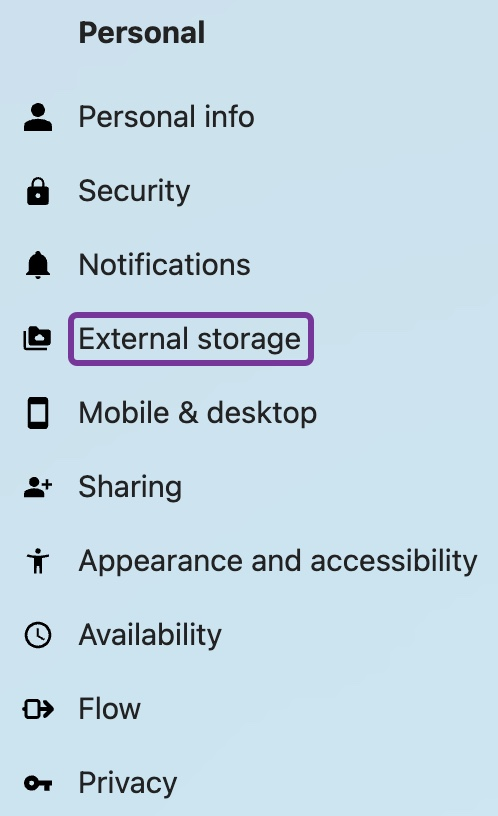 Personal
Personal info
Security
Notifications
External storage
Mobile & desktop
Sharing
Appearance and accessibility
Availability
Flow
Privacy